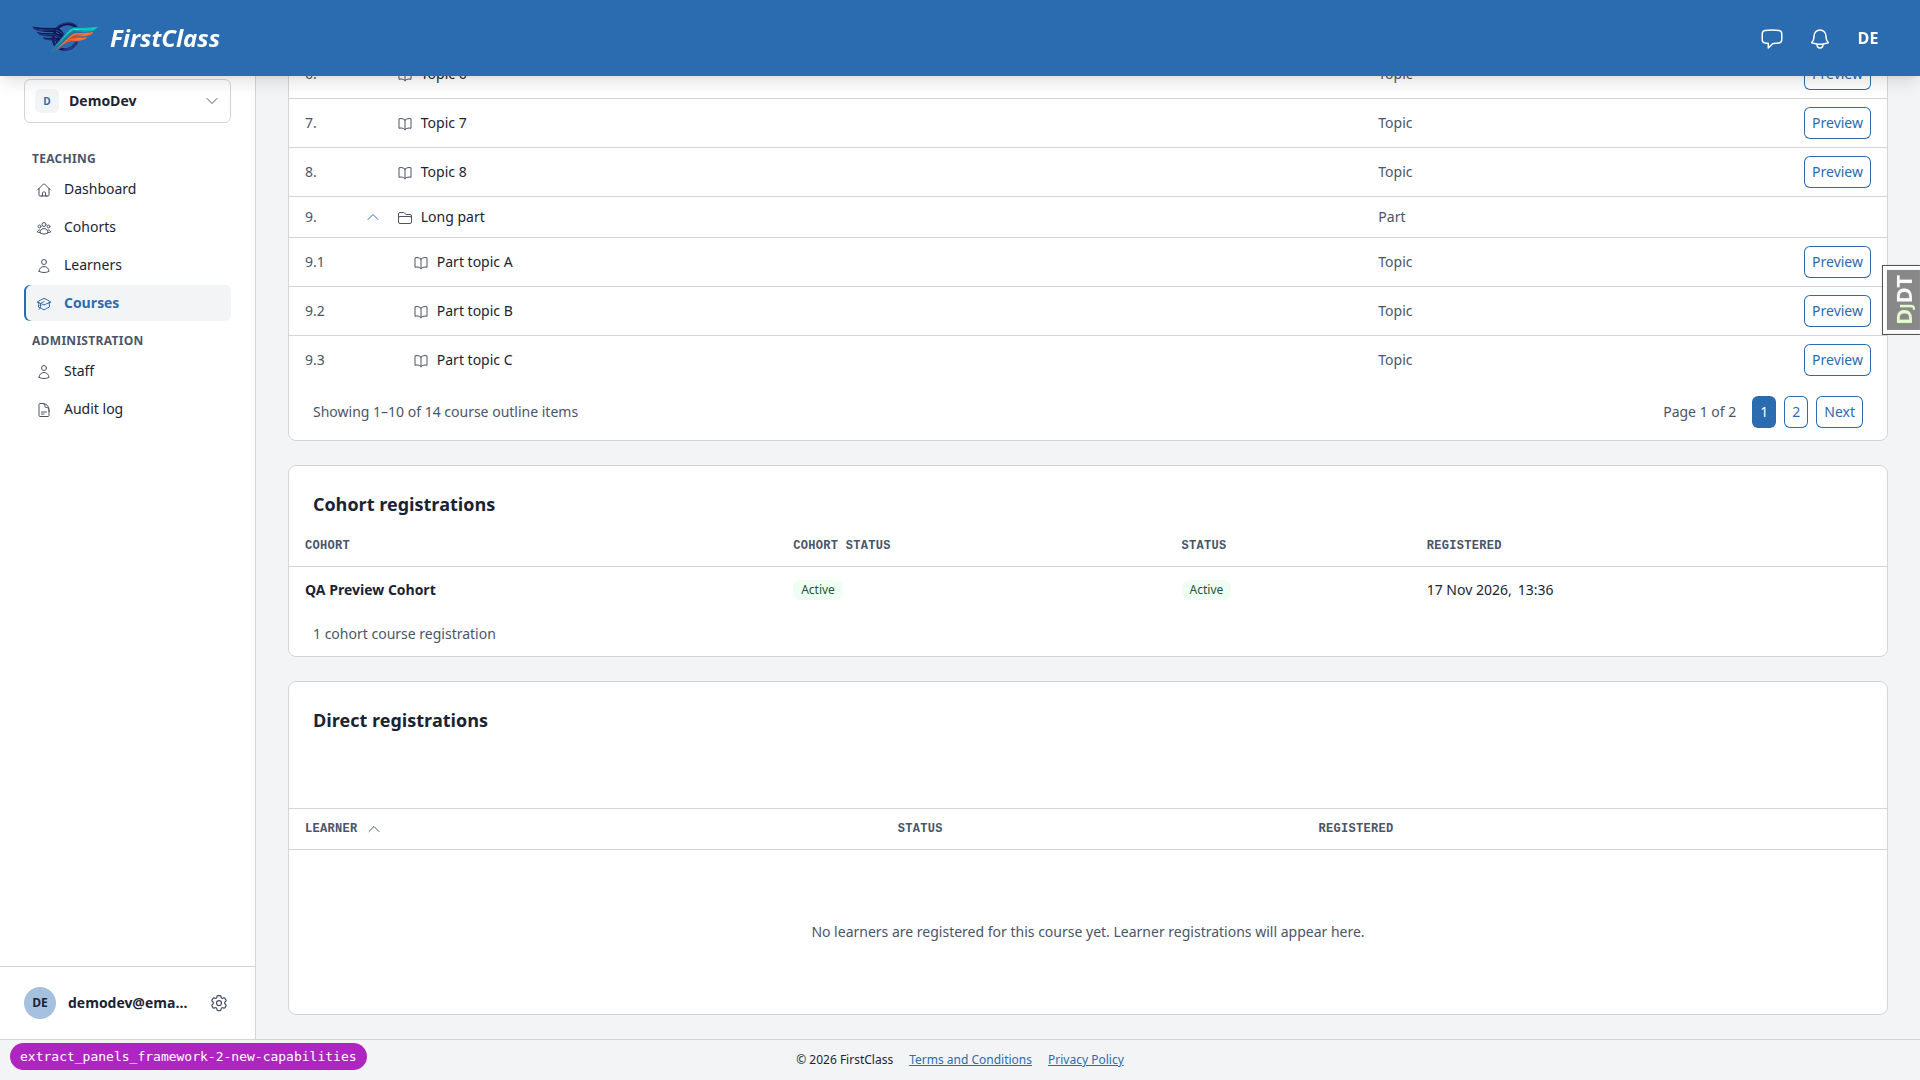 FirstClass
DE
D DemoDev
TEACHING
Dashboard
Cohorts
Learners
Courses
ADMINISTRATION
Staff
Audit log
DE demodev@ema...
extract_panels_framework-2-new-capabilities
6. Topic 6 Topic Preview
7. Topic 7 Topic Preview
8. Topic 8 Topic Preview
9. Long part Part
9.1 Part topic A Topic Preview
9.2 Part topic B Topic Preview
9.3 Part topic C Topic Preview
Showing 1–10 of 14 course outline items Page 1 of 2 1 2 Next
Cohort registrations
COHORT COHORT STATUS STATUS REGISTERED
QA Preview Cohort Active Active 17 Nov 2026, 13:36
1 cohort course registration
Direct registrations
LEARNER STATUS REGISTERED
No learners are registered for this course yet. Learner registrations will appear here.
© 2026 FirstClass Terms and Conditions Privacy Policy
DjDT